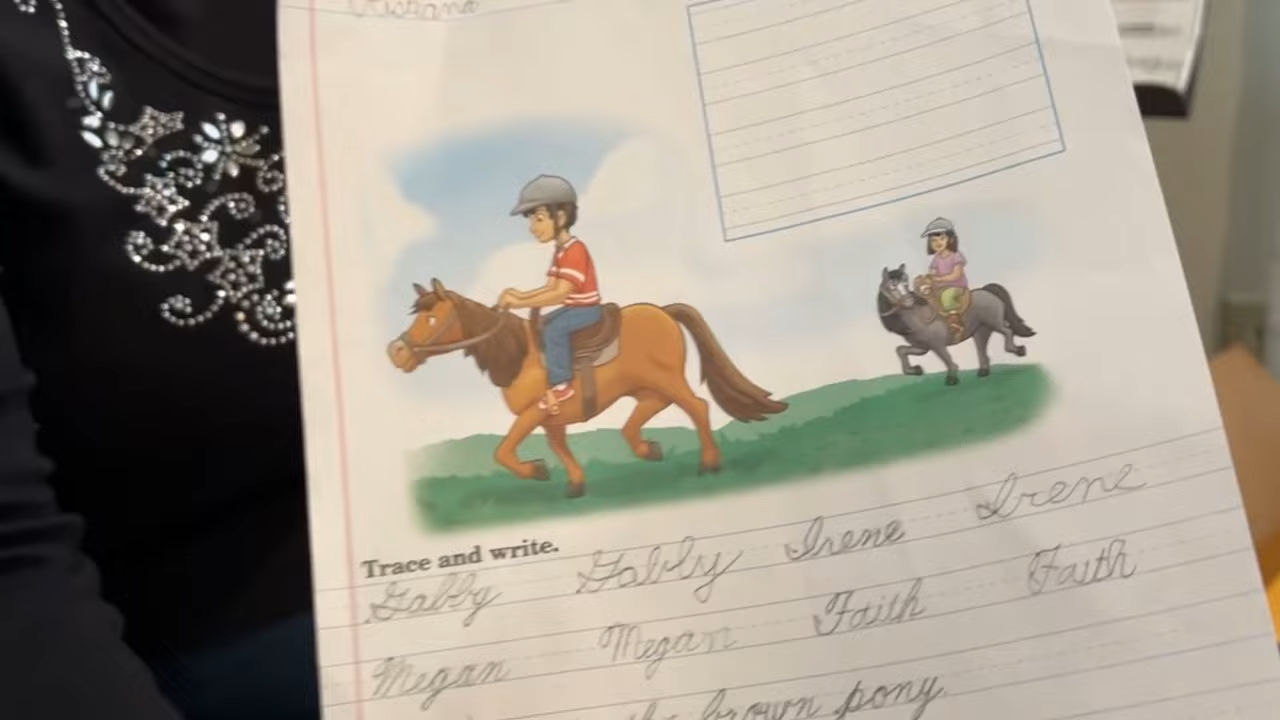 Trace and write.
Gabby Gabby Irene Irene
Megan Megan Faith Faith
brown pony